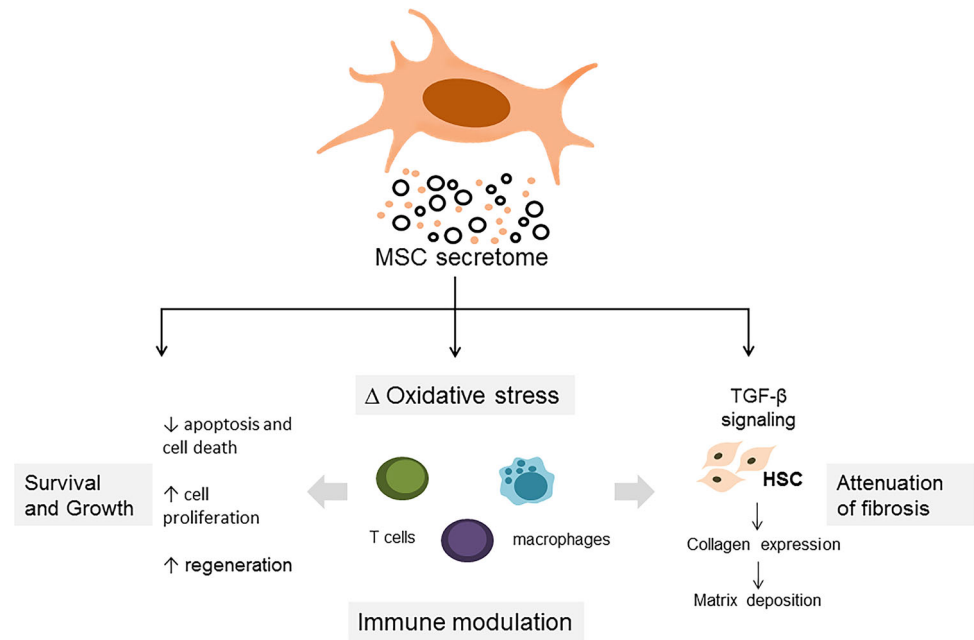 MSC secretome
Δ Oxidative stress
↓ apoptosis and
cell death
↑ cell
proliferation
↑ regeneration
Survival
and Growth
T cells
macrophages
Immune modulation
TGF-β
signaling
HSC
Collagen expression
Matrix deposition
Attenuation
of fibrosis